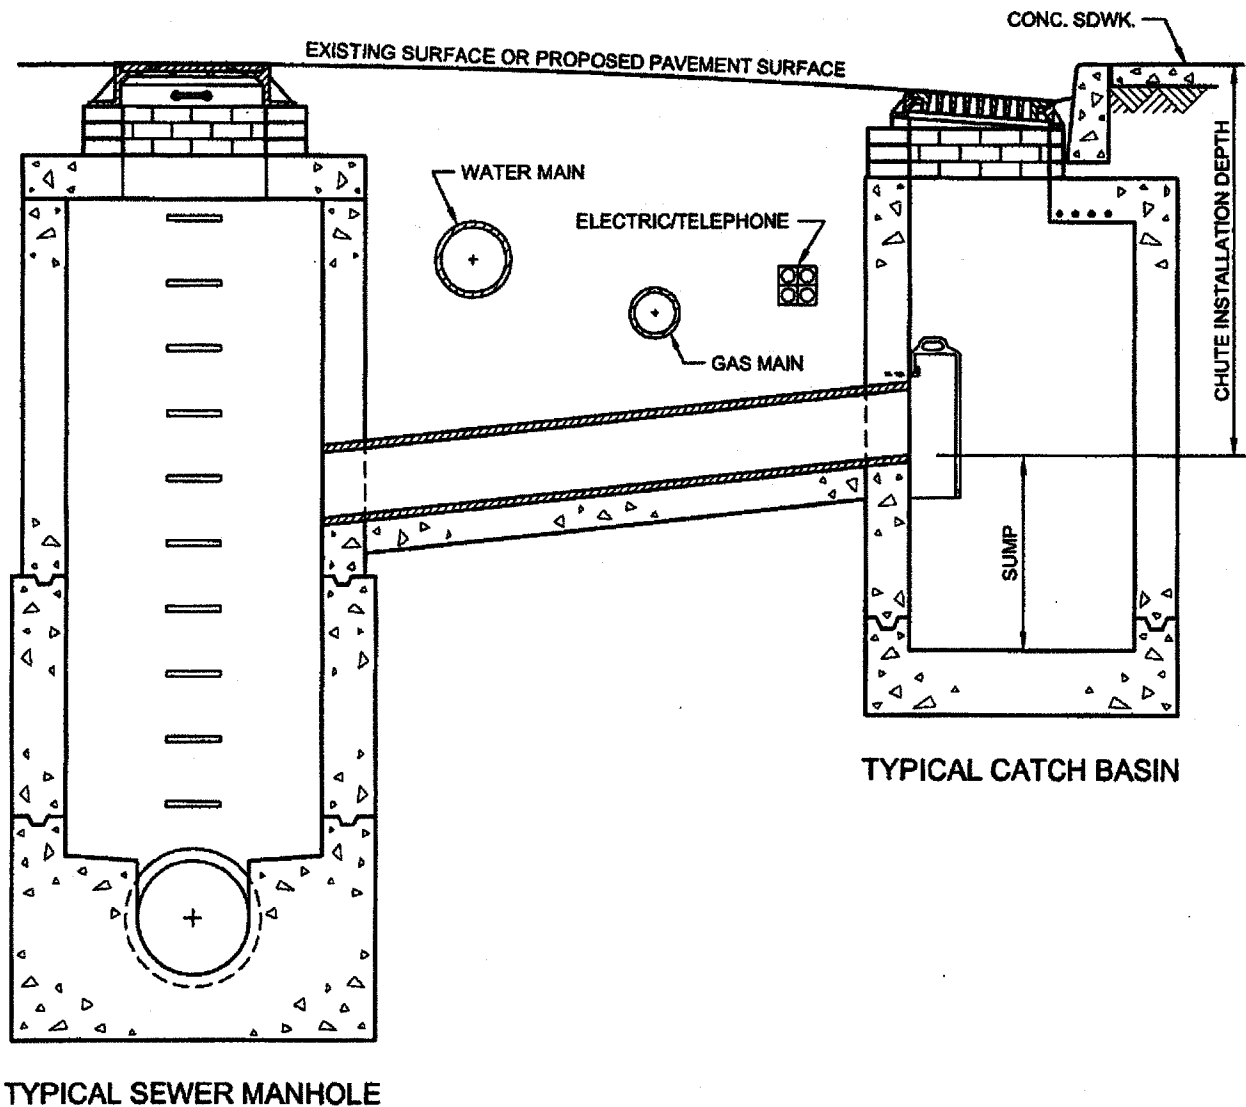 CONC. SDWK.
EXISTING SURFACE OR PROPOSED PAVEMENT SURFACE
WATER MAIN
ELECTRIC/TELEPHONE
GAS MAIN
CHUTE INSTALLATION DEPTH
SUMP
TYPICAL CATCH BASIN
TYPICAL SEWER MANHOLE